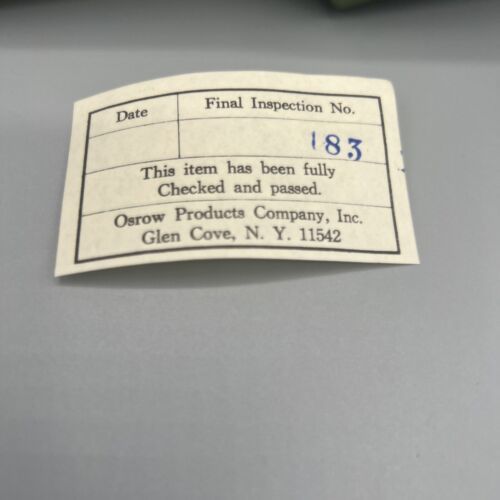 Date Final Inspection No.
183
This item has been fully
Checked and passed.
Osrow Products Company, Inc.
Glen Cove, N. Y. 11542